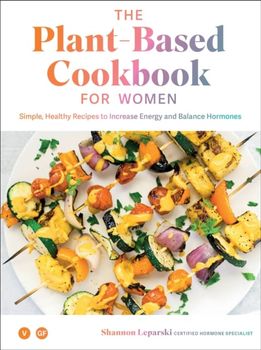 THE
Plant-Based
Cookbook
FOR WOMEN
Simple, Healthy Recipes to Increase Energy and Balance Hormones
V GF
Shannon Leparski CERTIFIED HORMONE SPECIALIST